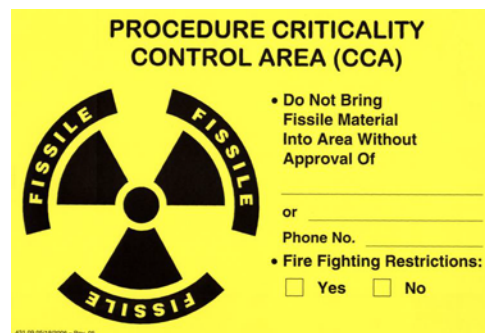 PROCEDURE CRITICALITY
CONTROL AREA (CCA)
FISSILE
FISSILE
FISSILE
• Do Not Bring
Fissile Material
Into Area Without
Approval Of
or
Phone No.
• Fire Fighting Restrictions:
Yes No